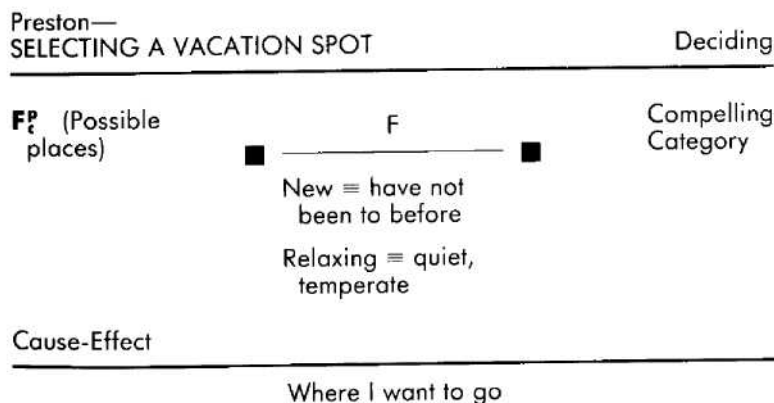 Preston—
SELECTING A VACATION SPOT Deciding
F^P_c (Possible places) F Compelling Category
New ≡ have not
been to before
Relaxing ≡ quiet,
temperate
Cause-Effect
Where I want to go